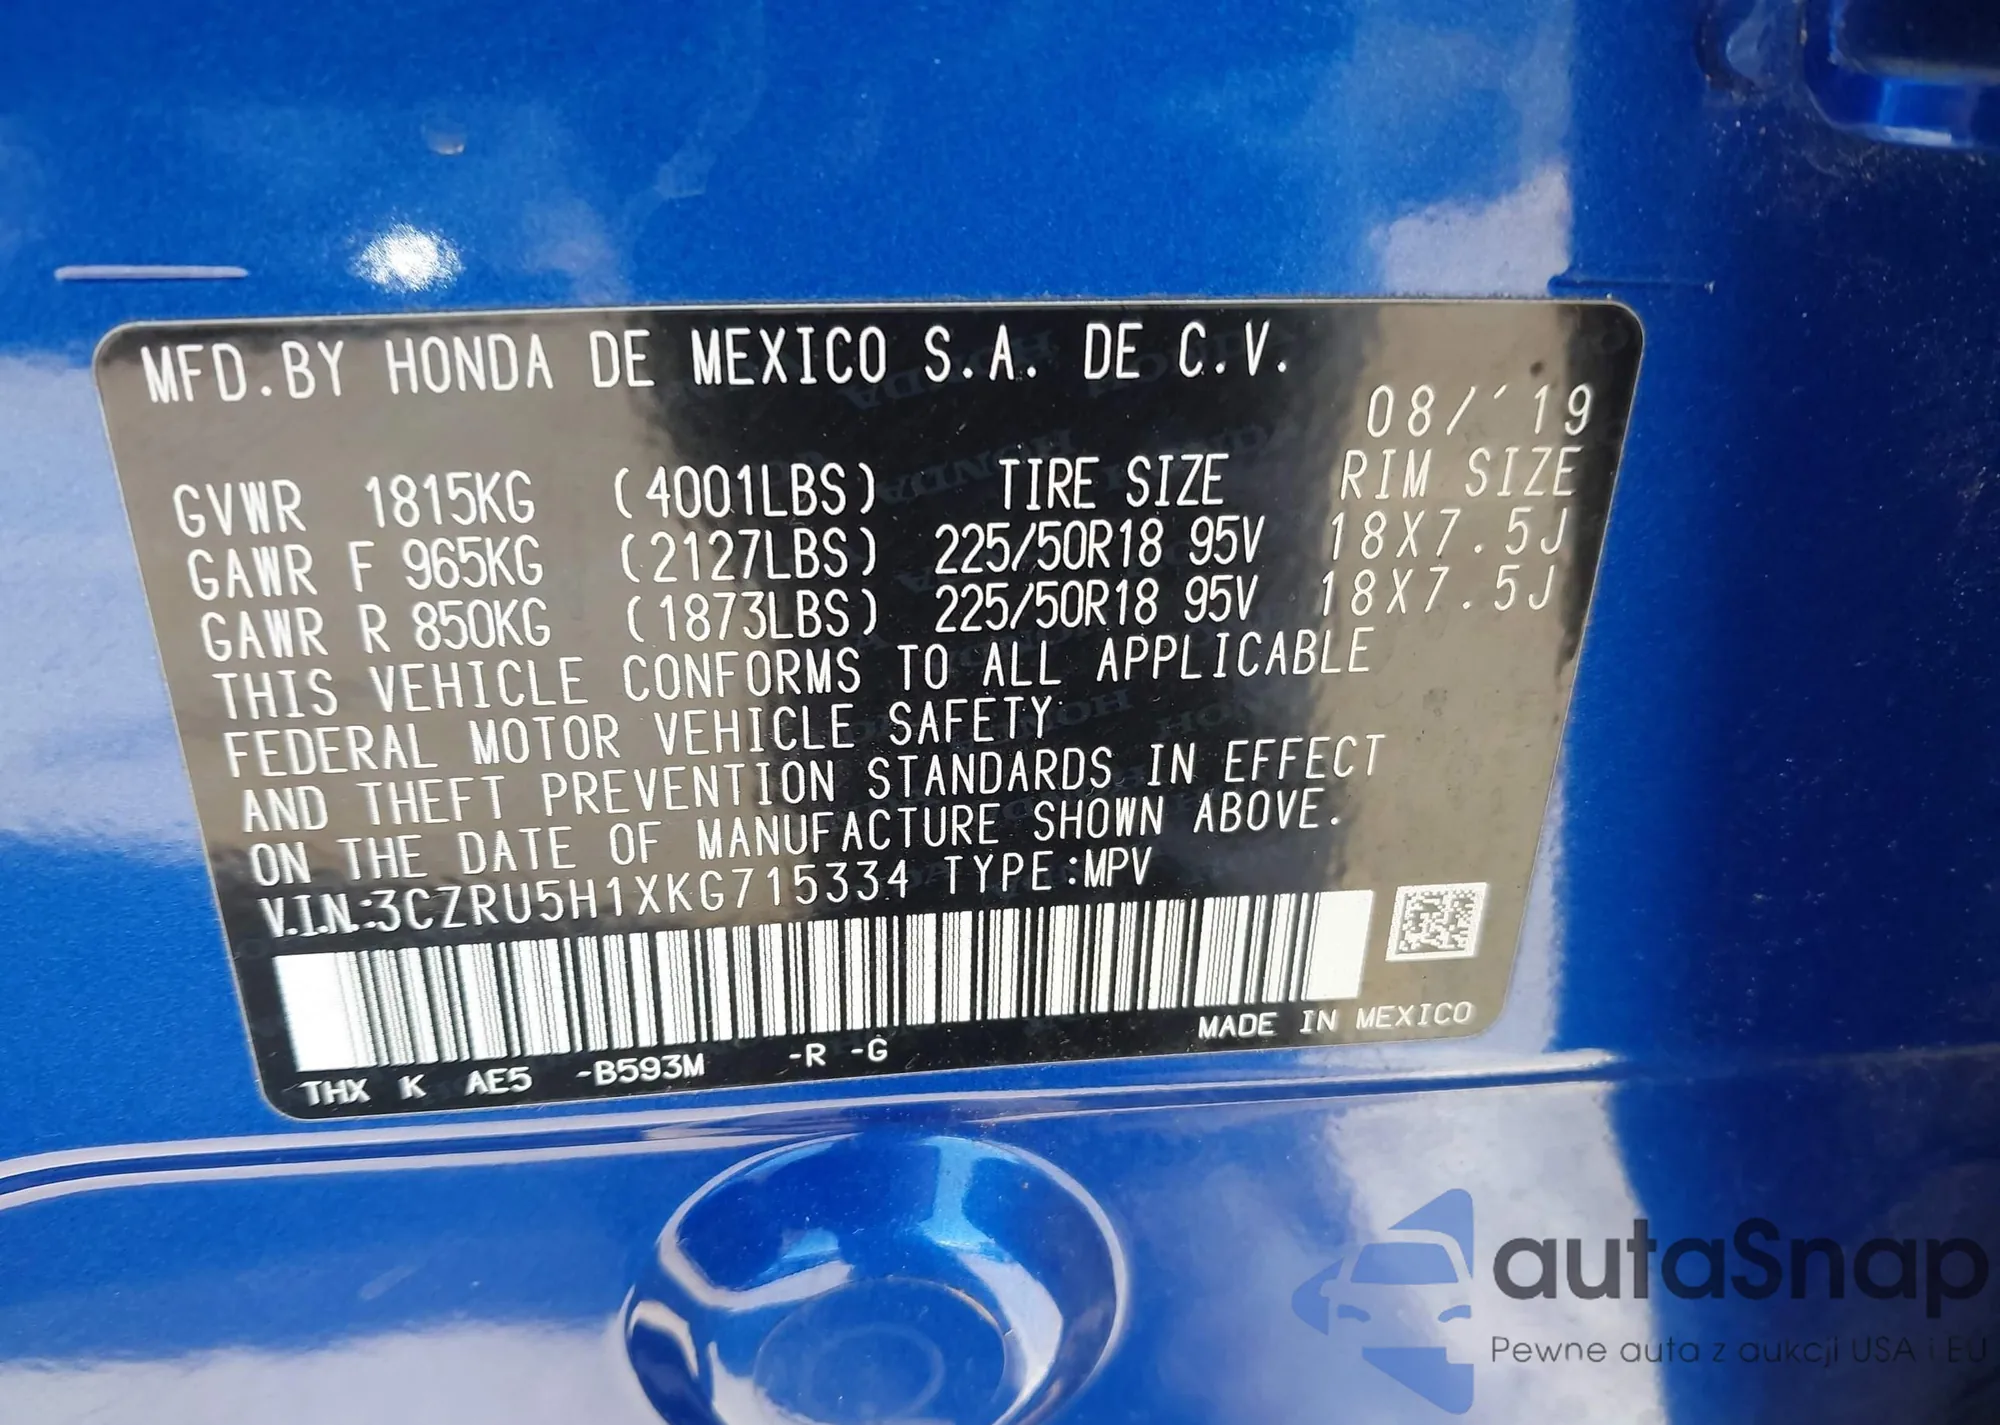 MFD.BY HONDA DE MEXICO S.A. DE C.V.
08/´19
GVWR 1815KG (4001LBS) TIRE SIZE RIM SIZE
GAWR F 965KG (2127LBS) 225/50R18 95V 18X7.5J
GAWR R 850KG (1873LBS) 225/50R18 95V 18X7.5J
THIS VEHICLE CONFORMS TO ALL APPLICABLE
FEDERAL MOTOR VEHICLE SAFETY
AND THEFT PREVENTION STANDARDS IN EFFECT
ON THE DATE OF MANUFACTURE SHOWN ABOVE.
V.I.N.:3CZRU5H1XKG715334 TYPE:MPV
MADE IN MEXICO
THX K AE5 -B593M -R -G
autaSnap
Pewne auta z aukcji USA i EU